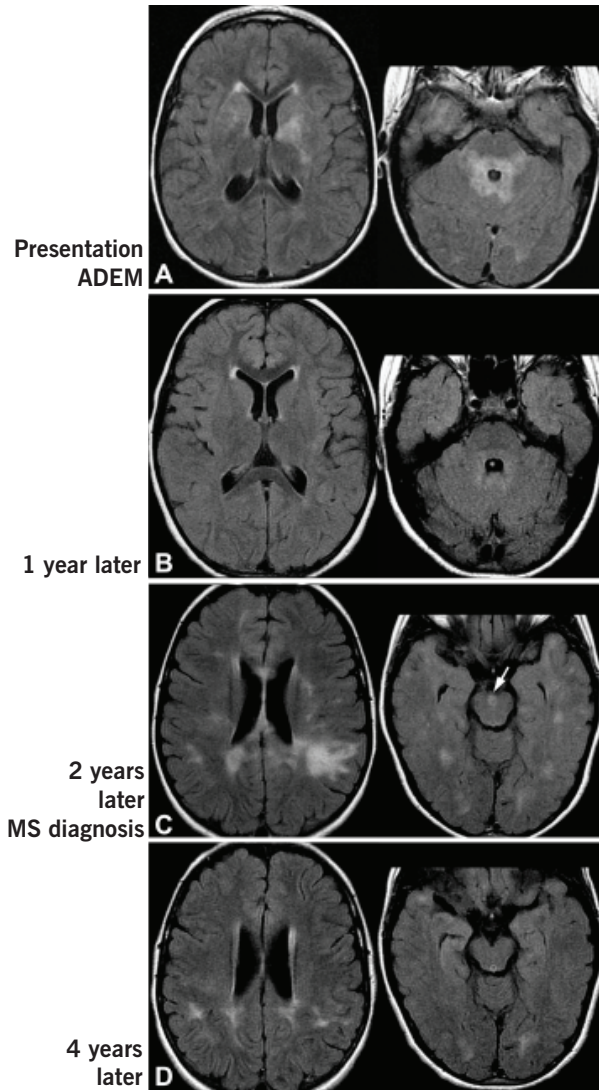 Presentation
ADEM
A
1 year later
B
2 years
later
MS diagnosis
C
4 years
later
D